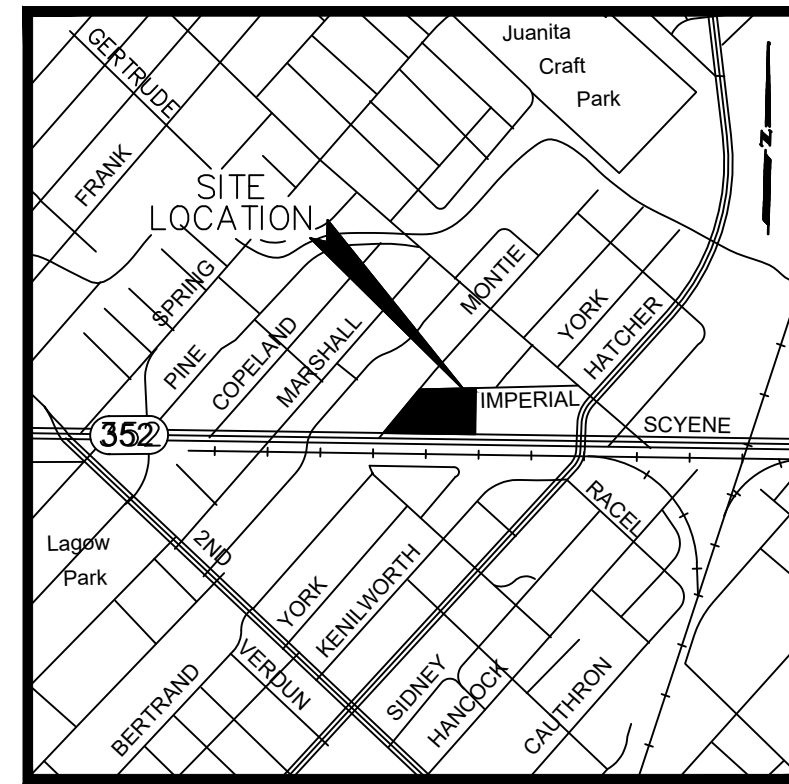 GERTRUDE
Juanita
Craft
Park
N
FRANK
SITE
LOCATION
SPRING
MONTIE
PINE
COPELAND
MARSHALL
YORK
HATCHER
IMPERIAL
SCYENE
352
RACEL
Lagow
Park
2ND
YORK
KENILWORTH
VERDUN
BERTRAND
SIDNEY
HANCOCK
CAUTHRON